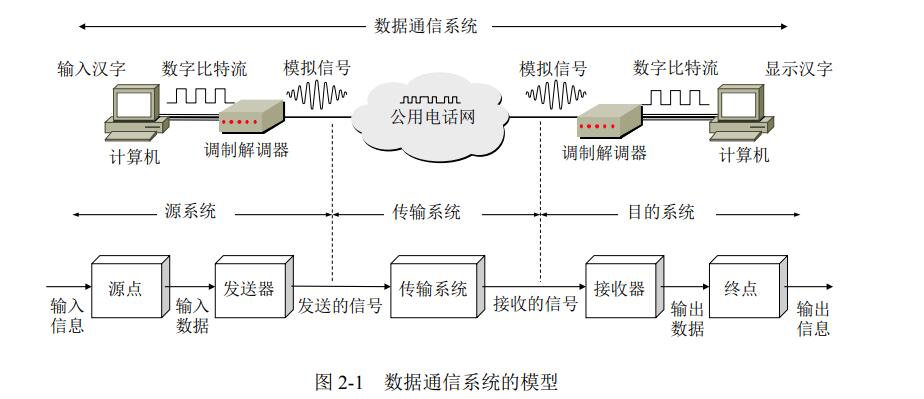 数据通信系统
输入汉字
数字比特流
模拟信号
模拟信号
数字比特流
显示汉字
公用电话网
计算机
调制解调器
调制解调器
计算机
源系统
传输系统
目的系统
源点
发送器
传输系统
接收器
终点
输入
信息
输入
数据
发送的信号
接收的信号
输出
数据
输出
信息
图 2-1 数据通信系统的模型